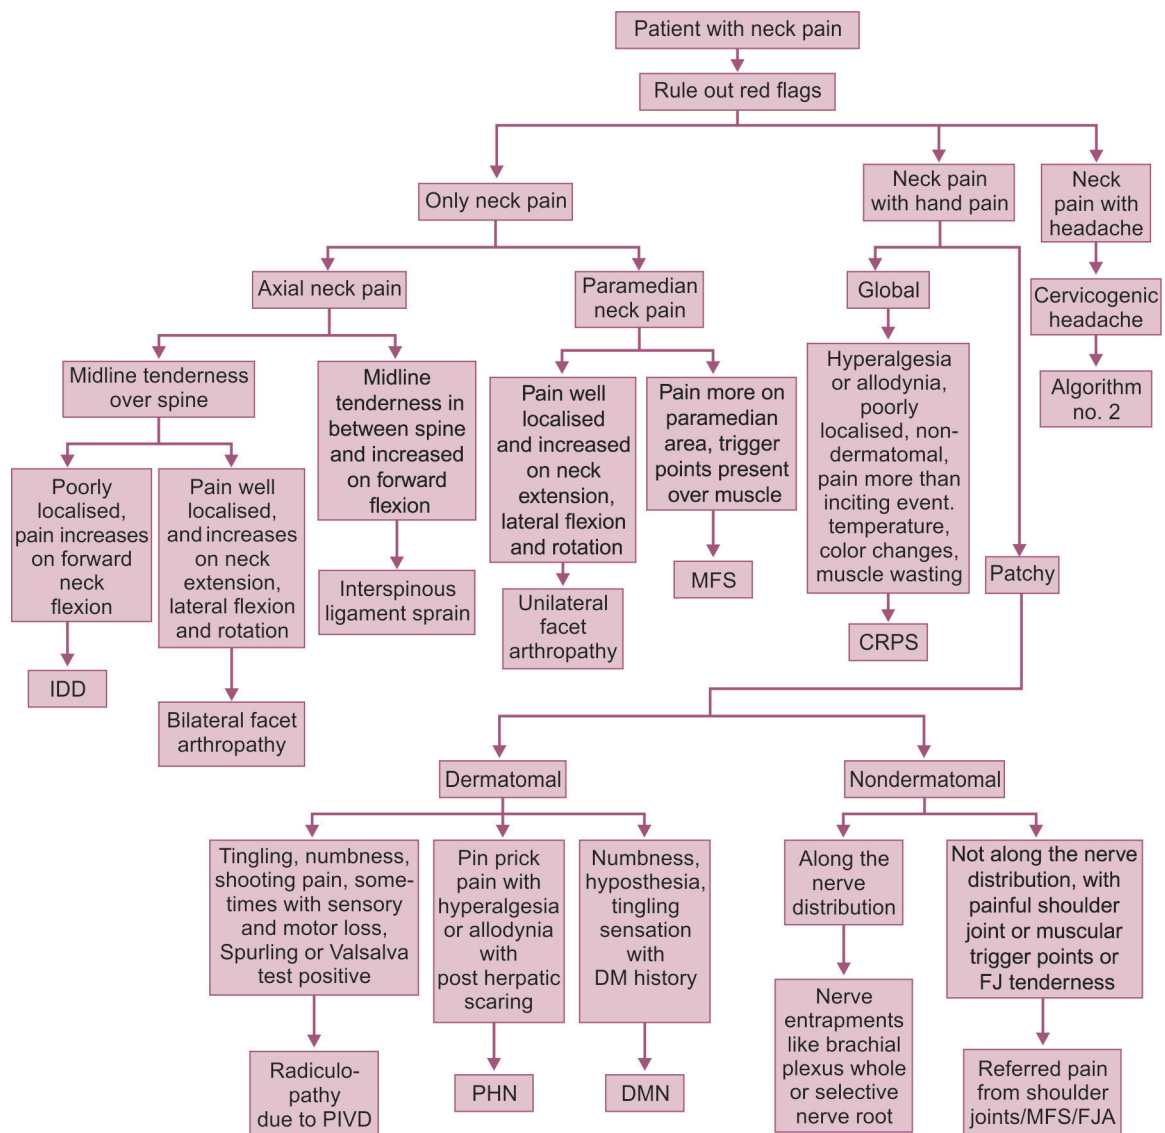 Patient with neck pain
Rule out red flags
Only neck pain
Neck pain
with hand pain
Neck
pain with
headache
Axial neck pain
Paramedian
neck pain
Global
Cervicogenic
headache
Midline tenderness
over spine
Midline
tenderness in
between spine
and increased
on forward
flexion
Pain well
localised
and increased
on neck
extension,
lateral flexion
and rotation
Pain more on
paramedian
area, trigger
points present
over muscle
Hyperalgesia
or allodynia,
poorly
localised, non-
dermatomal,
pain more than
inciting event.
temperature,
color changes,
muscle wasting
Algorithm
no. 2
Poorly
localised,
pain increases
on forward
neck
flexion
Pain well
localised,
and increases
on neck
extension,
lateral flexion
and rotation
Interspinous
ligament sprain
Unilateral
facet
arthropathy
MFS
CRPS
Patchy
IDD
Bilateral facet
arthropathy
Dermatomal
Nondermatomal
Tingling, numbness,
shooting pain, some-
times with sensory
and motor loss,
Spurling or Valsalva
test positive
Pin prick
pain with
hyperalgesia
or allodynia
with
post herpatic
scaring
Numbness,
hyposthesia,
tingling
sensation
with
DM history
Along the
nerve
distribution
Not along the nerve
distribution, with
painful shoulder
joint or muscular
trigger points or
FJ tenderness
Radiculo-
pathy
due to PIVD
PHN
DMN
Nerve
entrapments
like brachial
plexus whole
or selective
nerve root
Referred pain
from shoulder
joints/MFS/FJA